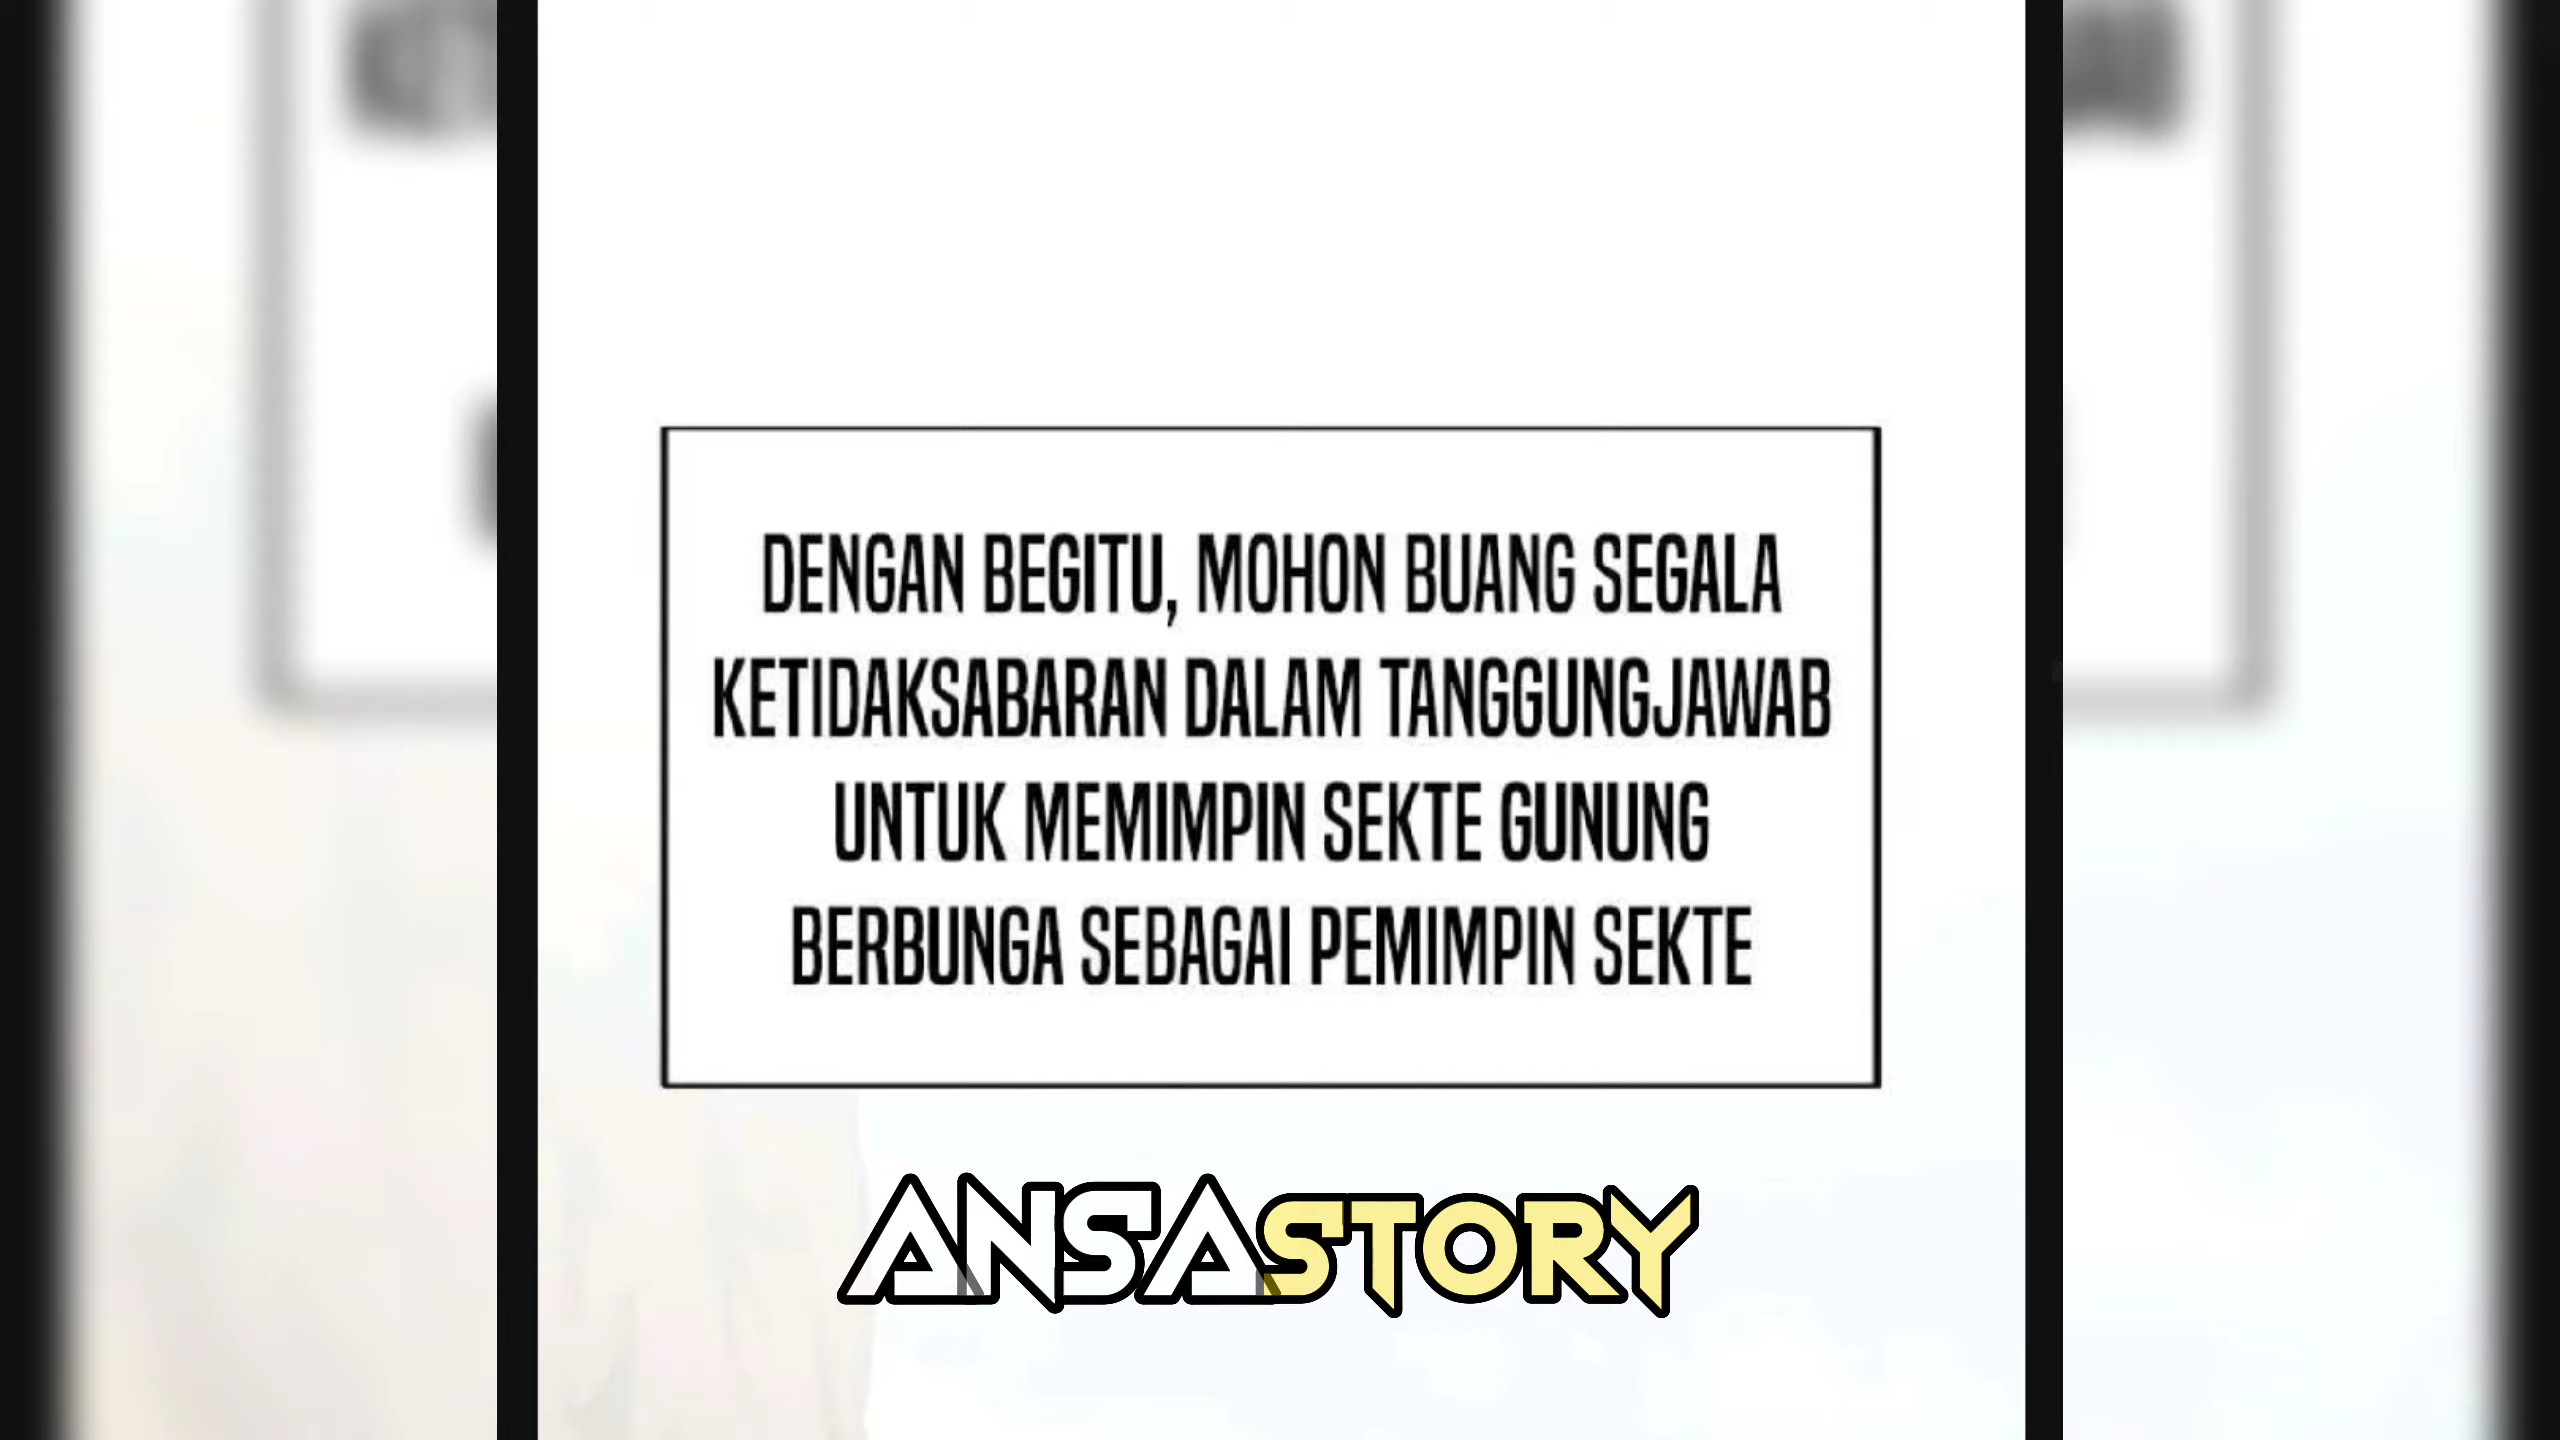 DENGAN BEGITU, MOHON BUANG SEGALA
KETIDAKSABARAN DALAM TANGGUNGJAWAB
UNTUK MEMIMPIN SEKTE GUNUNG
BERBUNGA SEBAGAI PEMIMPIN SEKTE
ANSASTORY